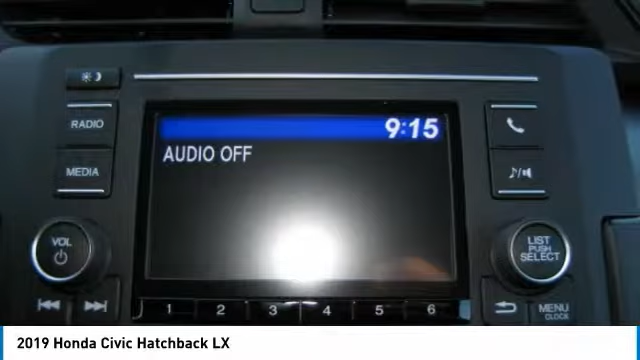 9:15
AUDIO OFF
RADIO
MEDIA
VOL
LIST
PUSH
SELECT
1 2 3 4 5 6
MENU
CLOCK
2019 Honda Civic Hatchback LX